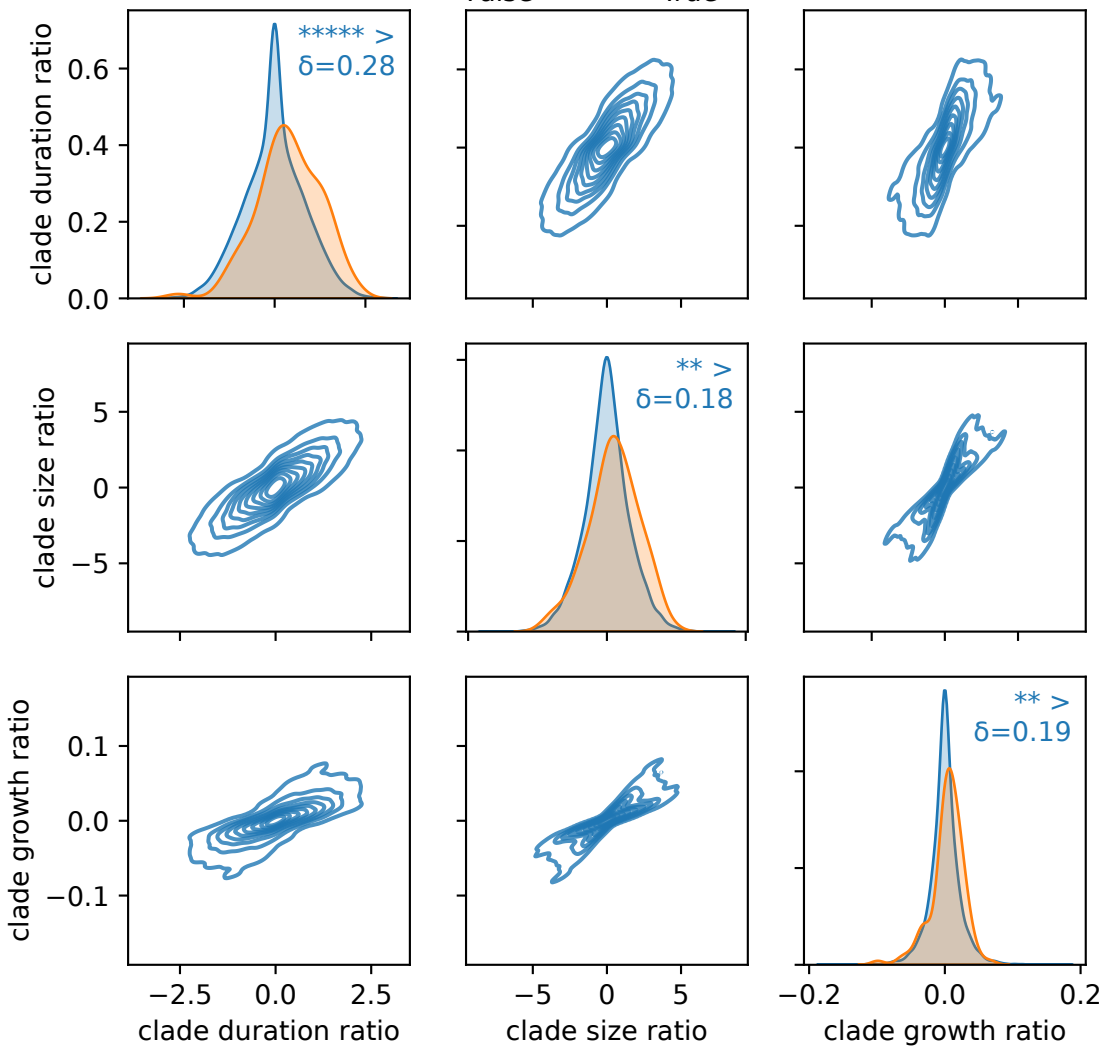 clade duration ratio
0.6
0.4
0.2
0.0
***** >
δ=0.28
clade size ratio
5
0
−5
** >
δ=0.18
clade growth ratio
0.1
0.0
−0.1
** >
δ=0.19
−2.5 0.0 2.5
clade duration ratio
−5 0 5
clade size ratio
−0.2 0.0 0.2
clade growth ratio